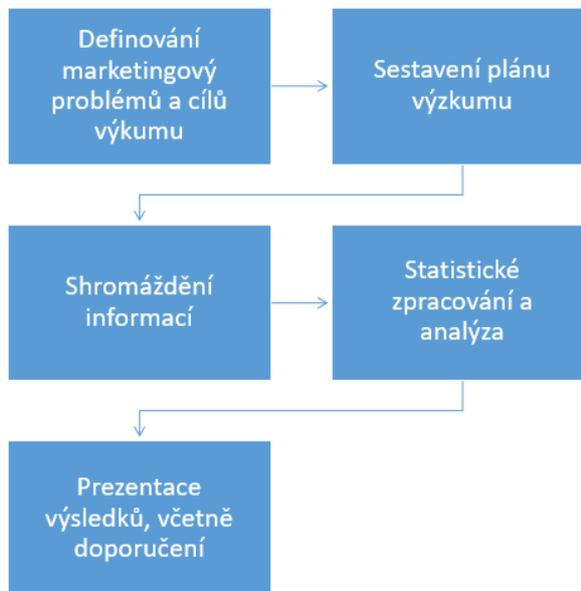 Definování
marketingový
problémů a cílů
výkumu
Sestavení plánu
výzkumu
Shromáždění
informací
Statistické
zpracování a
analýza
Prezentace
výsledků, včetně
doporučení